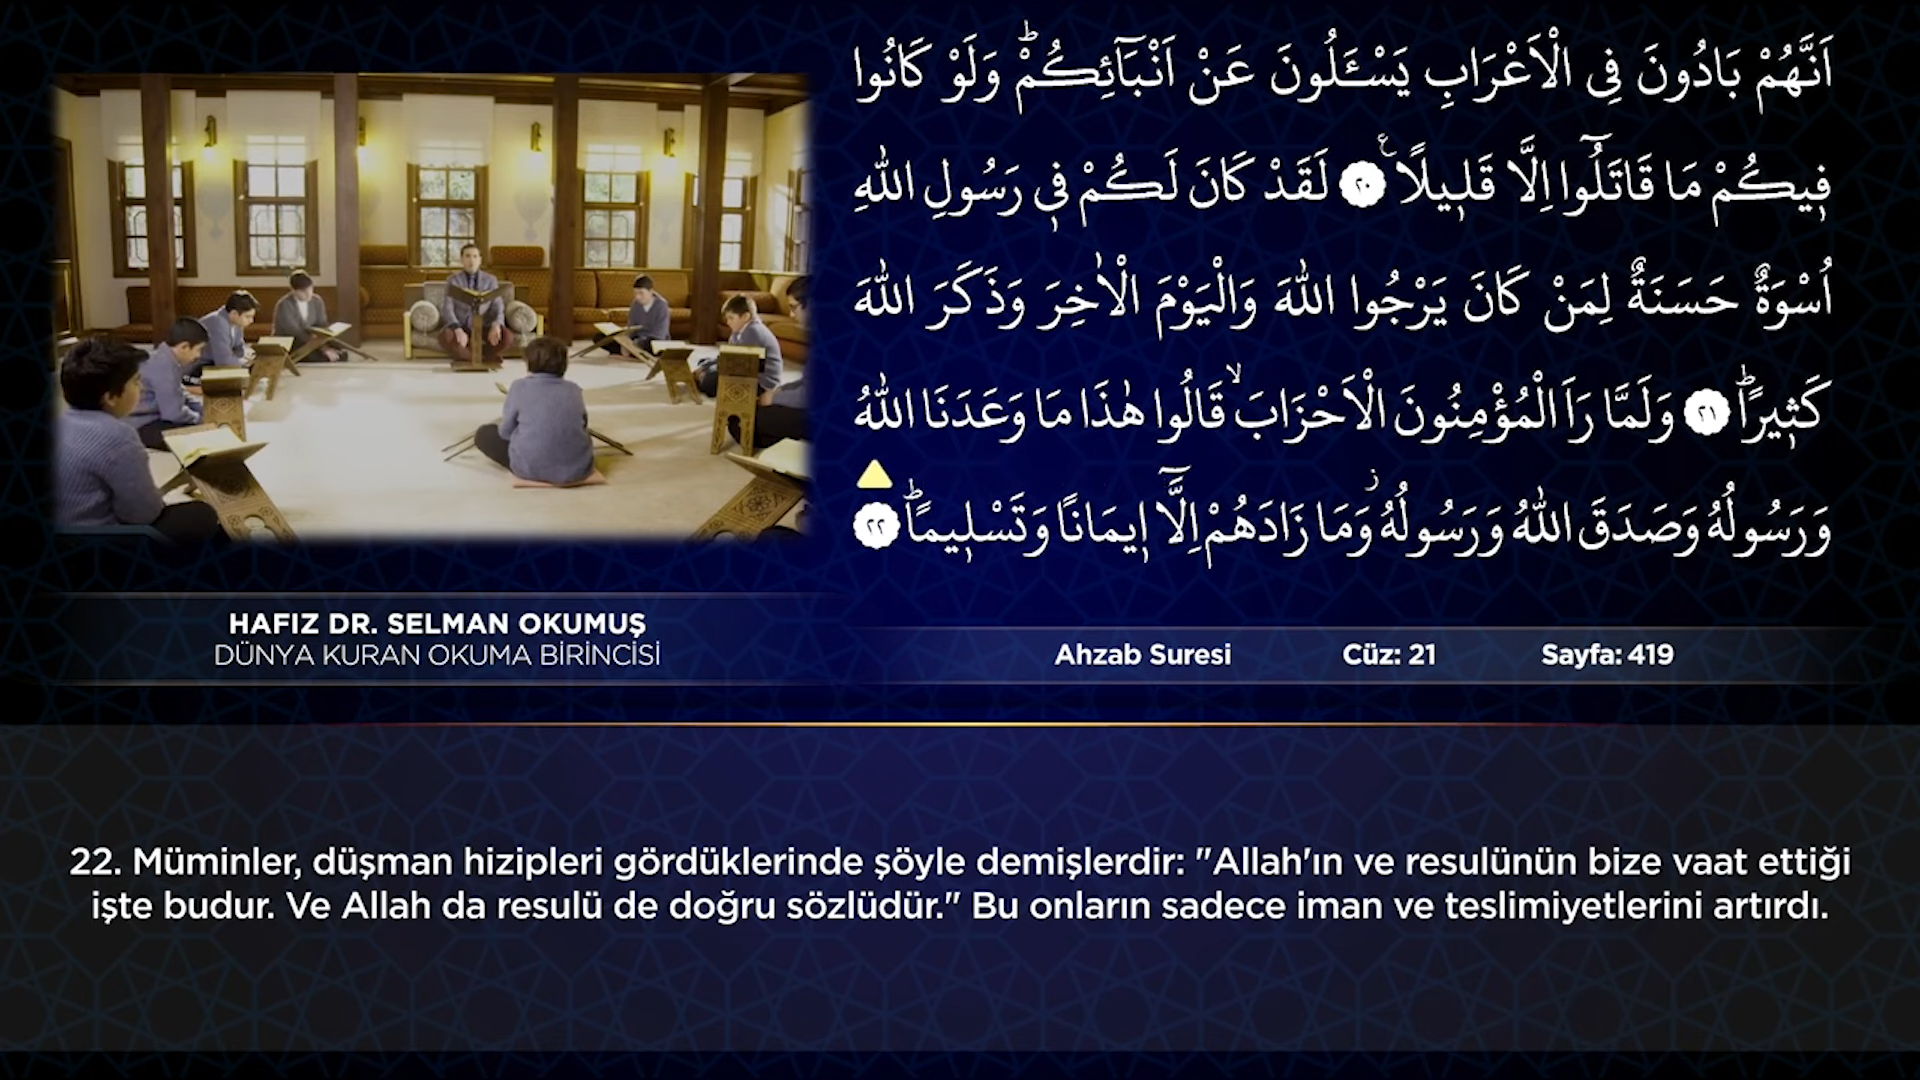 اَنَّهُمْ بَادُونَ فِي الْاَعْرَابِ يَسْـَٔلُونَ عَنْ اَنْبَٓائِكُمْۜ وَلَوْ كَانُوا
ف۪يكُمْ مَا قَاتَلُٓوا اِلَّا قَل۪يلًا ﴿٢٠﴾ لَقَدْ كَانَ لَكُمْ ف۪ي رَسُولِ اللّٰهِ
اُسْوَةٌ حَسَنَةٌ لِمَنْ كَانَ يَرْجُوا اللّٰهَ وَالْيَوْمَ الْاٰخِرَ وَذَكَرَ اللّٰهَ
كَث۪يرًاۜ ﴿٢١﴾ وَلَمَّا رَاَ الْمُؤْمِنُونَ الْاَحْزَابَۙ قَالُوا هٰذَا مَا وَعَدَنَا اللّٰهُ
وَرَسُولُهُ وَصَدَقَ اللّٰهُ وَرَسُولُهُۘ وَمَا زَادَهُمْ اِلَّٓا ا۪يمَانًا وَتَسْل۪يمًاۜ ﴿٢٢﴾
HAFIZ DR. SELMAN OKUMUŞ
DÜNYA KURAN OKUMA BİRİNCİSİ
Ahzab Suresi Cüz: 21 Sayfa: 419
22. Müminler, düşman hizipleri gördüklerinde şöyle demişlerdir: "Allah'ın ve resulünün bize vaat ettiği
işte budur. Ve Allah da resulü de doğru sözlüdür." Bu onların sadece iman ve teslimiyetlerini artırdı.